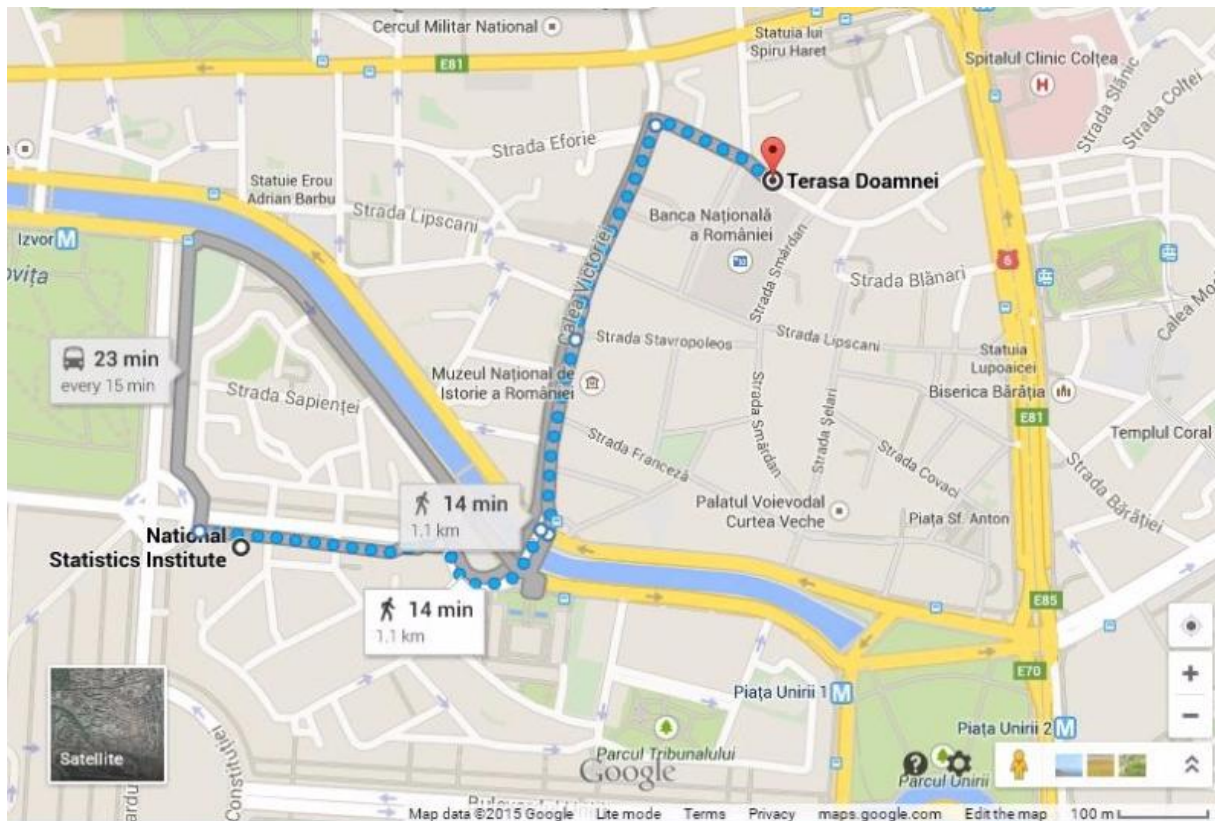 Cercul Militar National
Statuia lui
Spiru Haret
E81
Spitalul Clinic Colțea
H
Strada Slănic
Strada Colței
Strada Eforie
Statuie Erou
Adrian Barbu
Terasa Doamnei
Strada Lipscani
Banca Națională
a României
Izvor M
Calea Victoriei
Strada Smârdan
6
Strada Blănari
23 min
every 15 min
Strada Stavropoleos
Strada Lipscani
Muzeul Național de
Istorie a României
Statuia
Lupoaicei
Biserica Bărăția
Strada Sapienței
E81
Templul Coral
Strada Franceză
Strada Smârdan
Strada Șelari
Strada Covaci
Strada Bărăției
14 min
1.1 km
Palatul Voievodal
Curtea Veche
Piața Sf. Anton
National
Statistics Institute
14 min
1.1 km
E85
E70
Piața Unirii 1 M
Piața Unirii 2 M
Satellite
Parcul Tribunalului
Google
Parcul Unirii
Map data ©2015 Google Lite mode Terms Privacy maps.google.com Edit the map 100 m